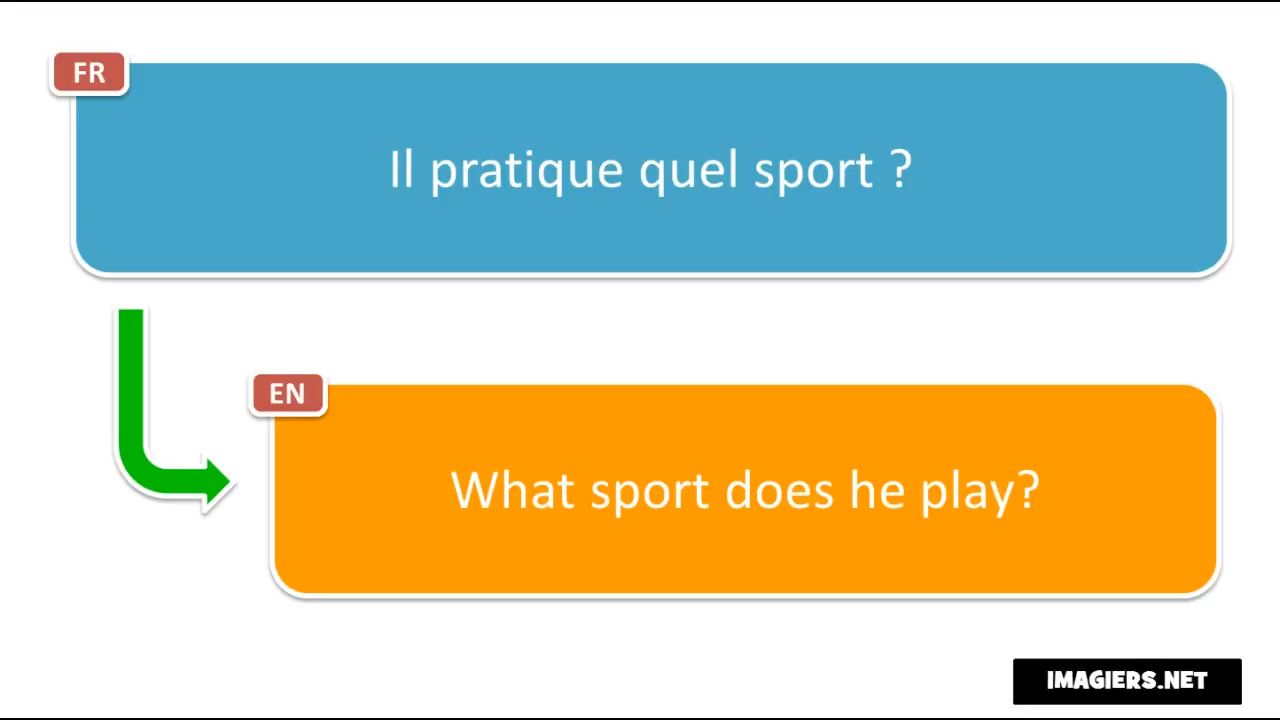 FR
Il pratique quel sport ?
EN
What sport does he play?
IMAGIERS.NET